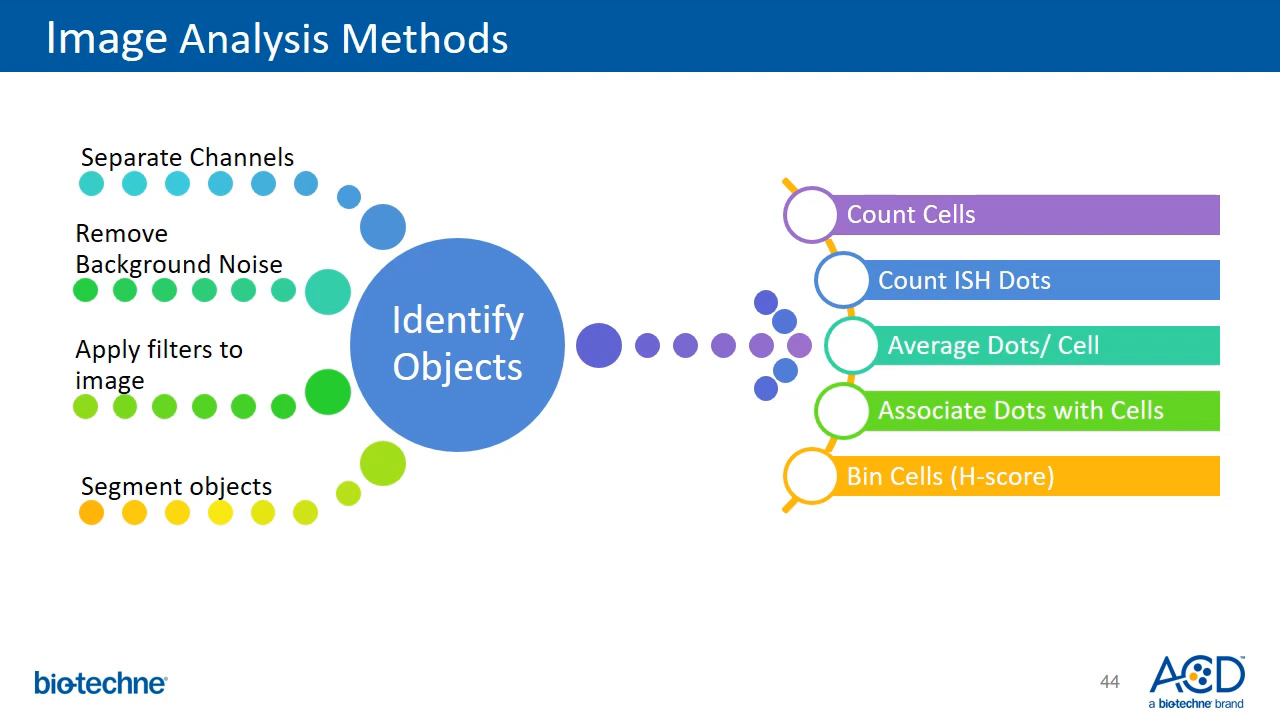 Image Analysis Methods
Separate Channels
Remove
Background Noise
Apply filters to
image
Segment objects
Identify
Objects
Count Cells
Count ISH Dots
Average Dots/ Cell
Associate Dots with Cells
Bin Cells (H-score)
bio-techne®
44
ACD™
a bio-techne® brand